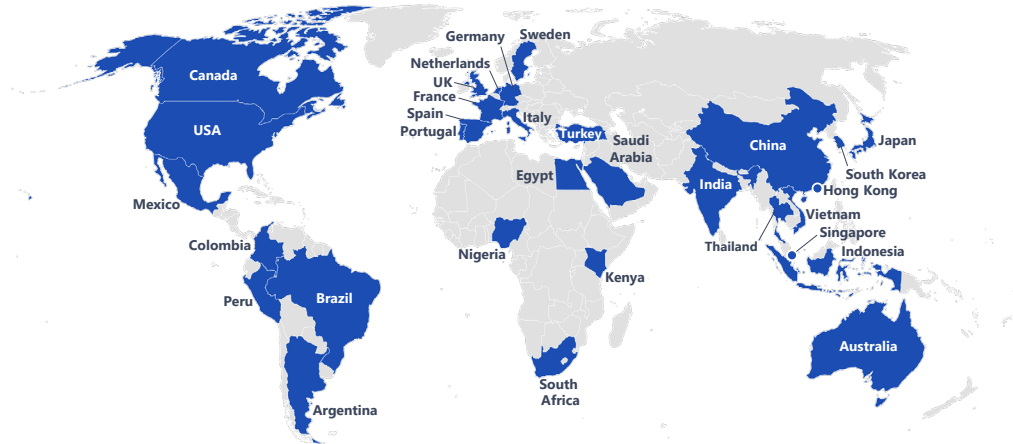 Sweden
Germany
Netherlands
UK
France
Spain
Portugal
Italy
Turkey
Canada
USA
Mexico
Colombia
Peru
Brazil
Argentina
Saudi
Arabia
Egypt
Nigeria
Kenya
South
Africa
China
Japan
South Korea
Hong Kong
India
Vietnam
Singapore
Thailand
Indonesia
Australia